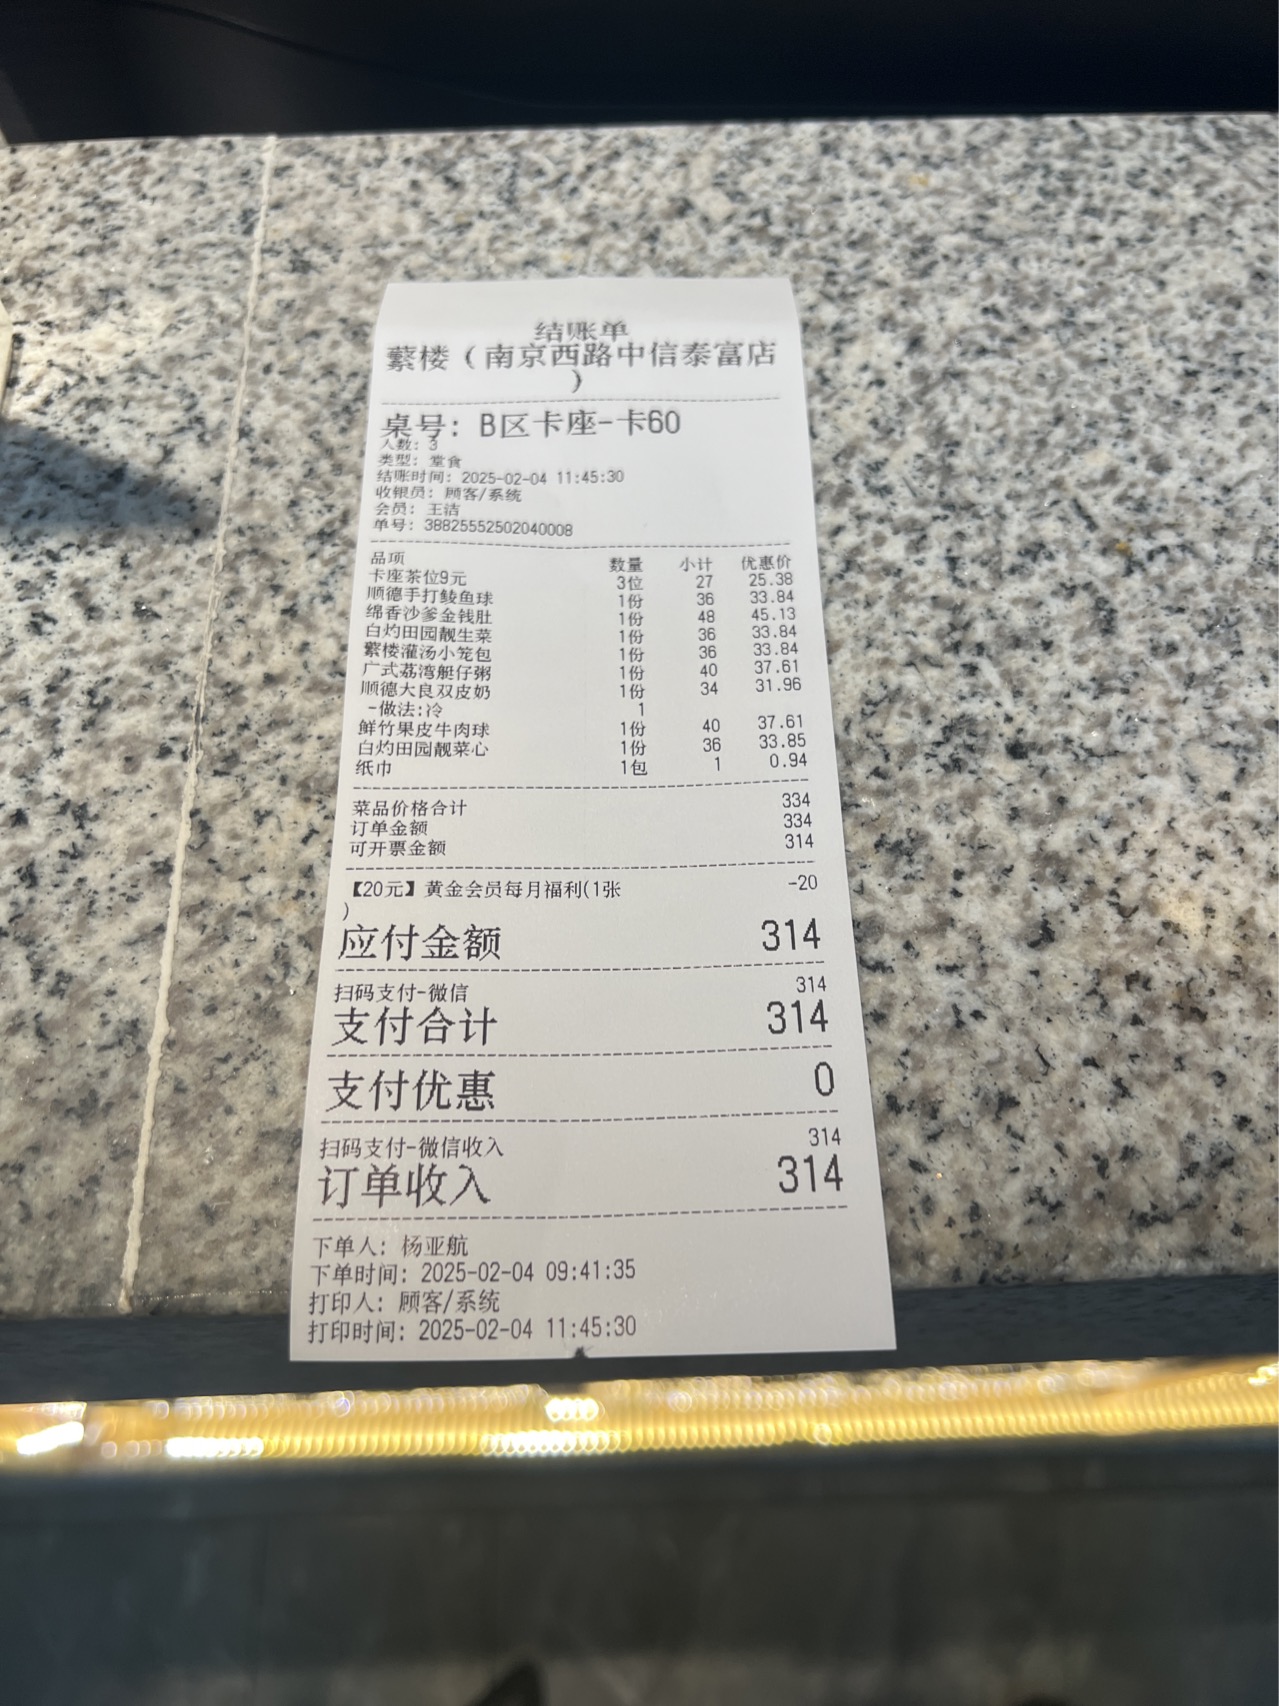 结账单
蘩楼（南京西路中信泰富店
）
桌号：B区卡座-卡60
人数：3
类型：堂食
结账时间：2025-02-04 11:45:30
收银员：顾客/系统
会员：王洁
单号：38825552502040008
品项 数量 小计 优惠价
卡座茶位9元 3位 27 25.38
顺德手打鲮鱼球 1份 36 33.84
绵香沙爹金钱肚 1份 48 45.13
白灼田园靓生菜 1份 36 33.84
蘩楼灌汤小笼包 1份 36 33.84
广式荔湾艇仔粥 1份 40 37.61
顺德大良双皮奶 1份 34 31.96
-做法:冷 1
鲜竹果皮牛肉球 1份 40 37.61
白灼田园靓菜心 1份 36 33.85
纸巾 1包 1 0.94
菜品价格合计 334
订单金额 334
可开票金额 314
【20元】黄金会员每月福利(1张 -20
)
应付金额 314
扫码支付-微信 314
支付合计 314
支付优惠 0
扫码支付-微信收入 314
订单收入 314
下单人：杨亚航
下单时间：2025-02-04 09:41:35
打印人：顾客/系统
打印时间：2025-02-04 11:45:30